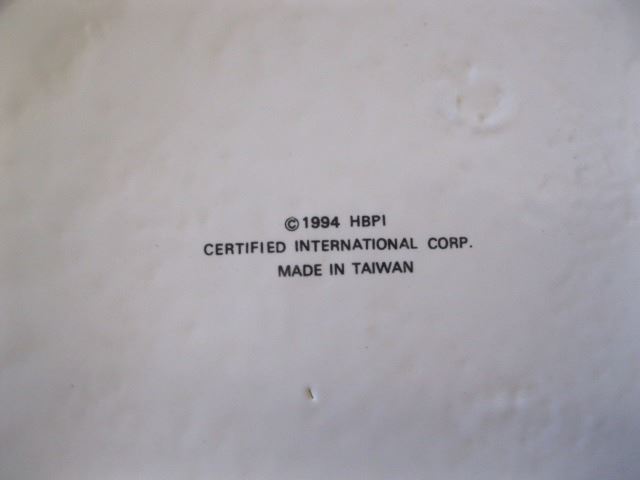 ©1994 HBPI
CERTIFIED INTERNATIONAL CORP.
MADE IN TAIWAN